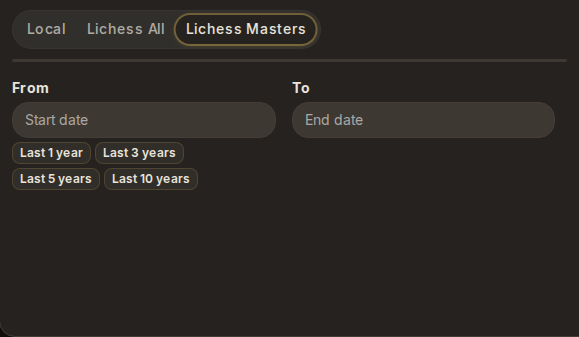 Local Lichess All Lichess Masters
From To
Start date End date
Last 1 year Last 3 years
Last 5 years Last 10 years